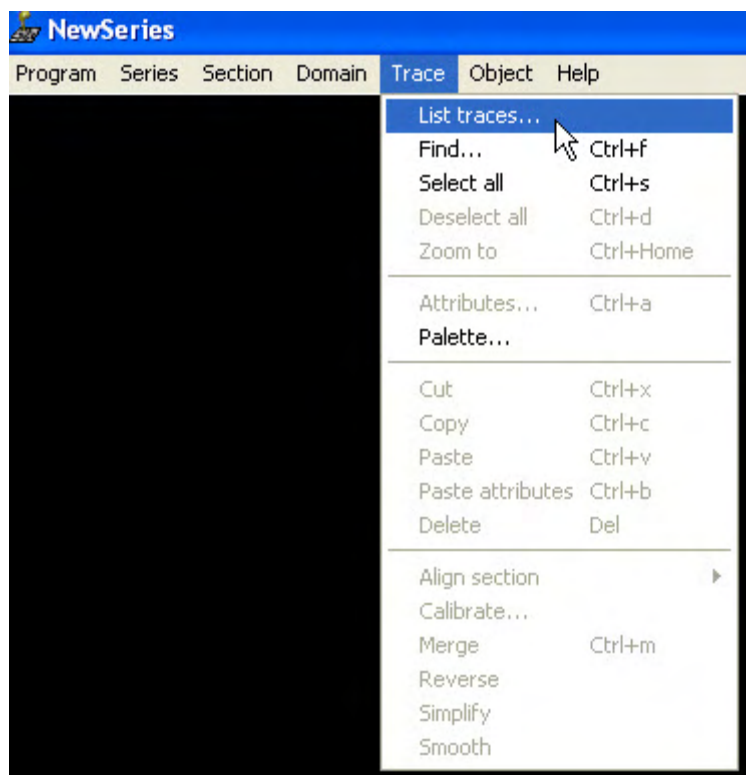 NewSeries
Program Series Section Domain Trace Object Help
List traces...
Find... Ctrl+f
Select all Ctrl+s
Deselect all Ctrl+d
Zoom to Ctrl+Home
Attributes... Ctrl+a
Palette...
Cut Ctrl+x
Copy Ctrl+c
Paste Ctrl+v
Paste attributes Ctrl+b
Delete Del
Align section
Calibrate...
Merge Ctrl+m
Reverse
Simplify
Smooth